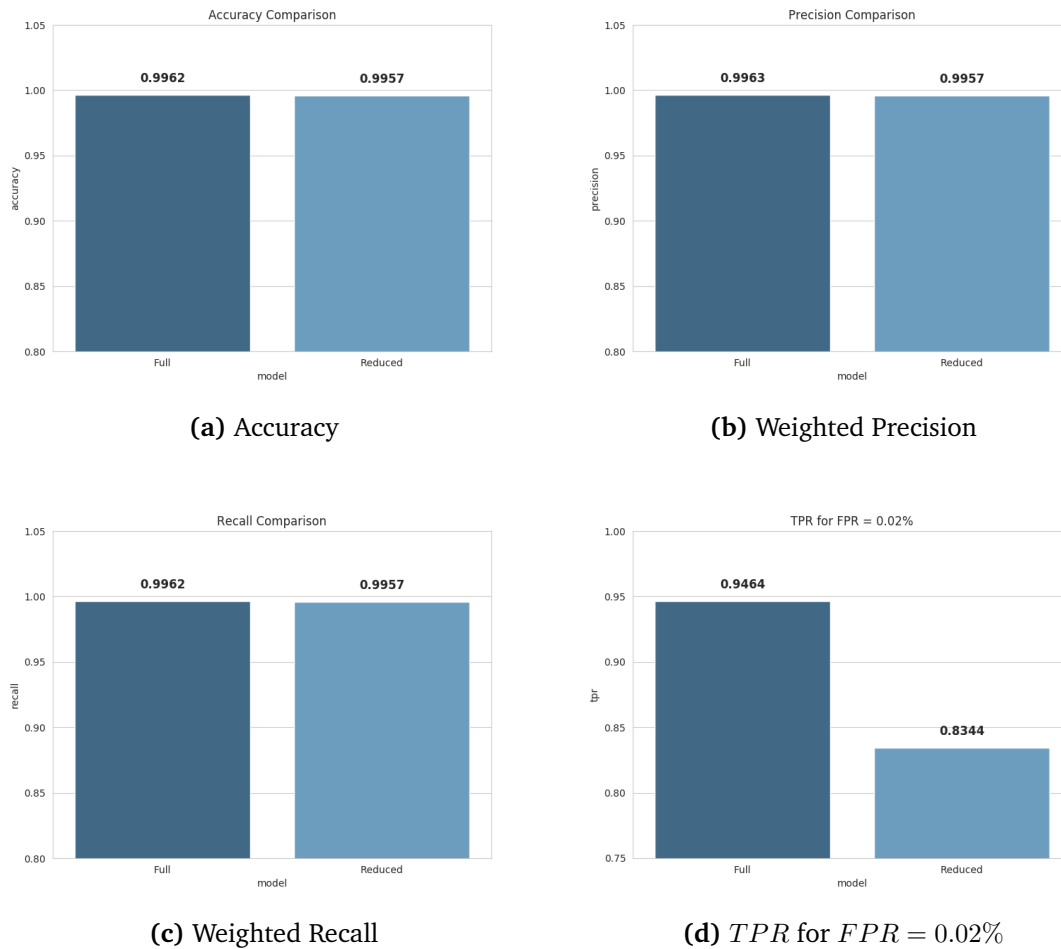 Accuracy Comparison
1.05
1.00
0.95
0.90
0.85
0.80
accuracy
0.9962
0.9957
Full
Reduced
model
(a) Accuracy
Precision Comparison
1.05
1.00
0.95
0.90
0.85
0.80
precision
0.9963
0.9957
Full
Reduced
model
(b) Weighted Precision
Recall Comparison
1.05
1.00
0.95
0.90
0.85
0.80
recall
0.9962
0.9957
Full
Reduced
model
(c) Weighted Recall
TPR for FPR = 0.02%
1.00
0.95
0.90
0.85
0.80
0.75
tpr
0.9464
0.8344
Full
Reduced
model
(d) TPR for FPR = 0.02%